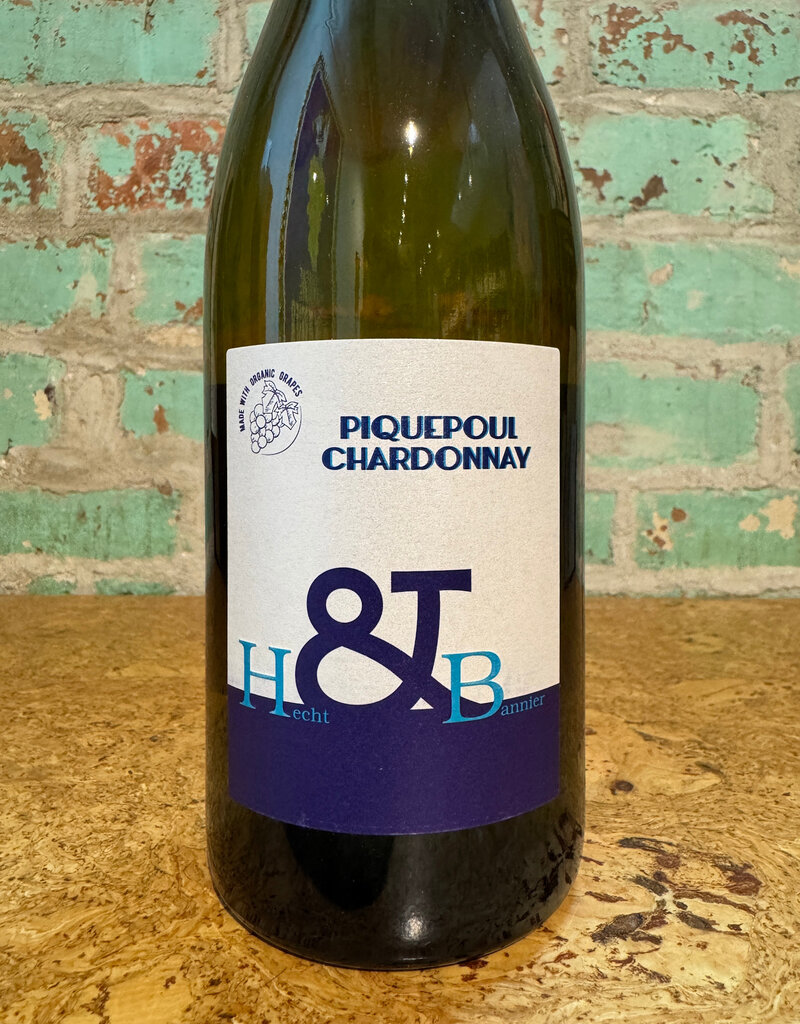 MADE WITH ORGANIC GRAPES
PIQUEPOUL
CHARDONNAY
Hecht & Bannier